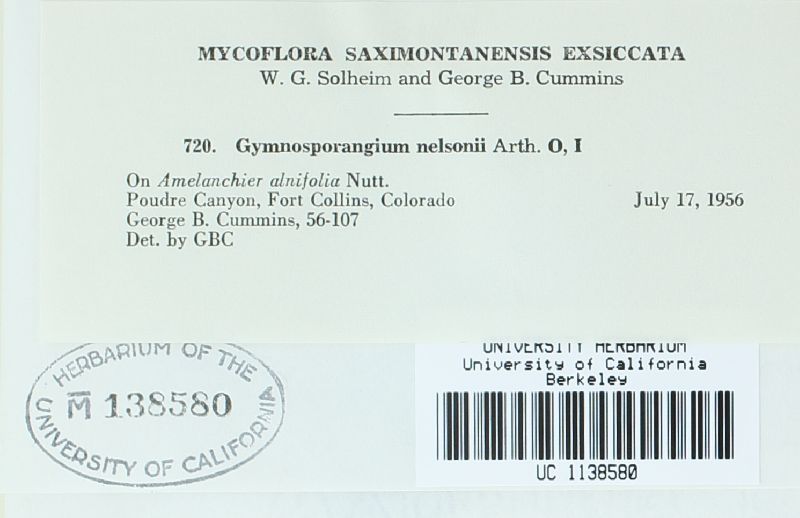 MYCOFLORA SAXIMONTANENSIS EXSICCATA
W. G. Solheim and George B. Cummins
720. Gymnosporangium nelsonii Arth. O, I
On Amelanchier alnifolia Nutt.
Poudre Canyon, Fort Collins, Colorado July 17, 1956
George B. Cummins, 56-107
Det. by GBC
HERBARIUM OF THE
M 138580
UNIVERSITY OF CALIFORNIA
UNIVERSITY HERBARIUM
University of California
Berkeley
UC 1138580